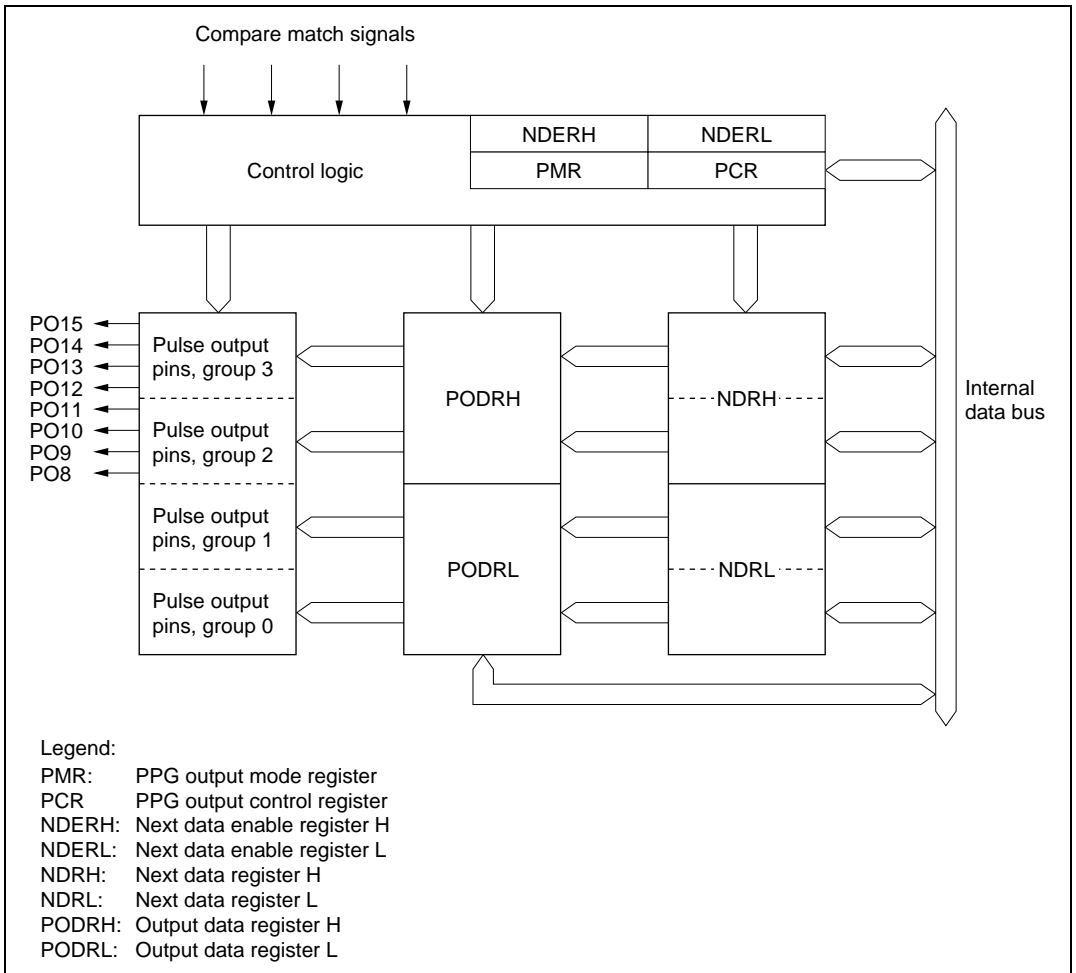 Compare match signals
NDERH
NDERL
Control logic
PMR
PCR
PO15
PO14
PO13
PO12
PO11
PO10
PO9
PO8
Pulse output
pins, group 3
Pulse output
pins, group 2
Pulse output
pins, group 1
Pulse output
pins, group 0
PODRH
PODRL
NDRH
NDRL
Internal
data bus
Legend:
PMR: PPG output mode register
PCR PPG output control register
NDERH: Next data enable register H
NDERL: Next data enable register L
NDRH: Next data register H
NDRL: Next data register L
PODRH: Output data register H
PODRL: Output data register L